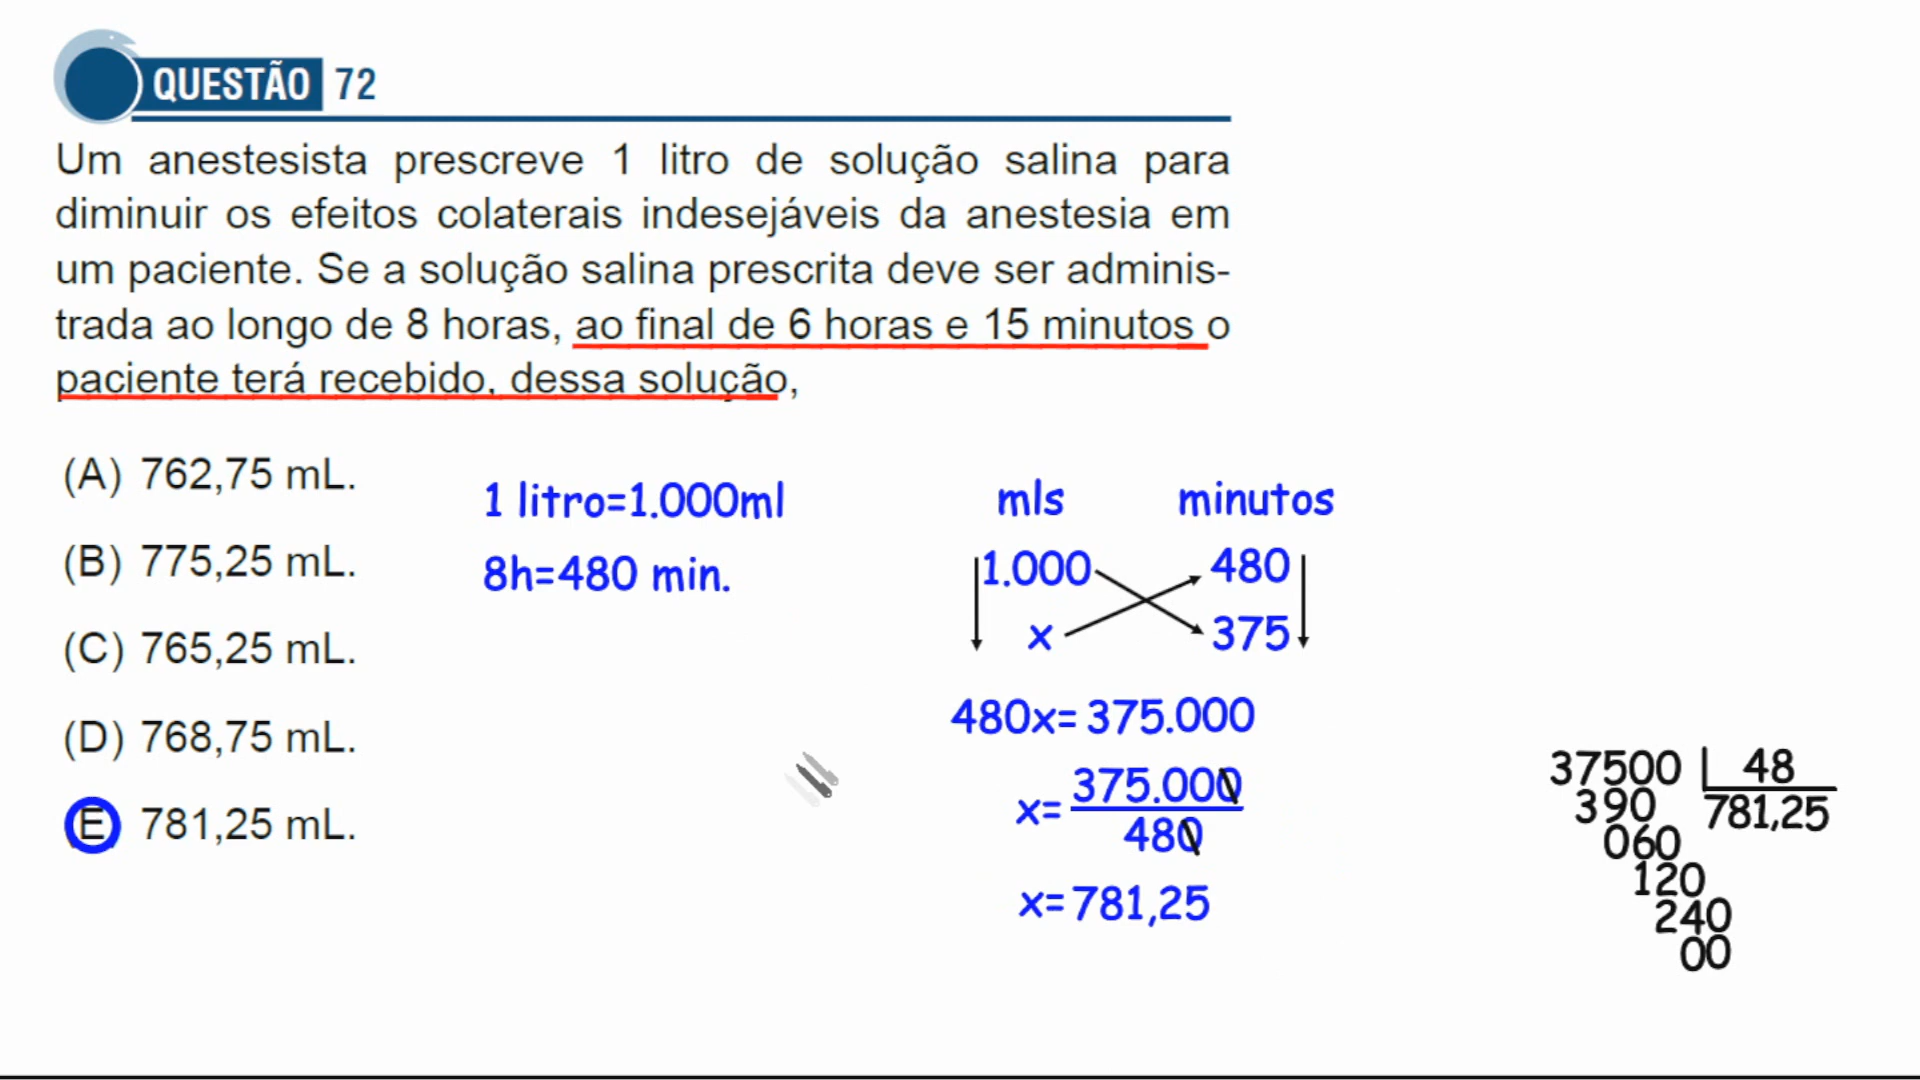 QUESTÃO 72
Um anestesista prescreve 1 litro de solução salina para
diminuir os efeitos colaterais indesejáveis da anestesia em
um paciente. Se a solução salina prescrita deve ser adminis-
trada ao longo de 8 horas, ao final de 6 horas e 15 minutos o
paciente terá recebido, dessa solução,
(A) 762,75 mL.
(B) 775,25 mL.
(C) 765,25 mL.
(D) 768,75 mL.
E 781,25 mL.
1 litro=1.000ml
8h=480 min.
mls minutos
1.000 480
x 375
480x=375.000
x=375.000
480
x=781,25
37500 48
390 781,25
060
120
240
00